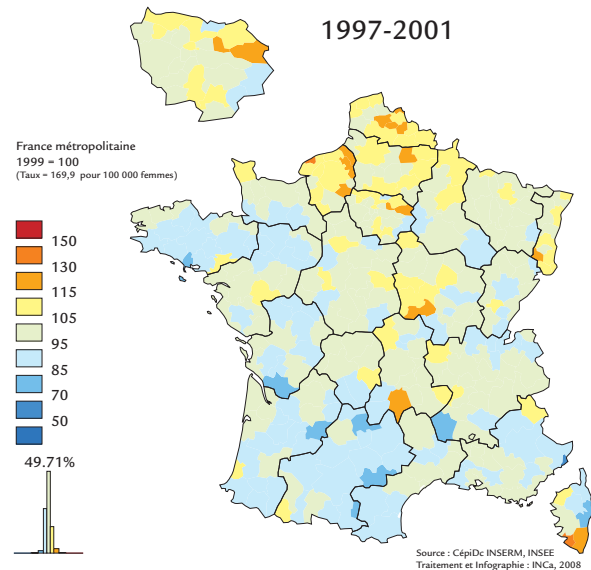 1997-2001
France métropolitaine
1999 = 100
(Taux = 169,9 pour 100 000 femmes)
150
130
115
105
95
85
70
50
49.71%
Source : CépiDc INSERM, INSEE
Traitement et Infographie : INCa, 2008